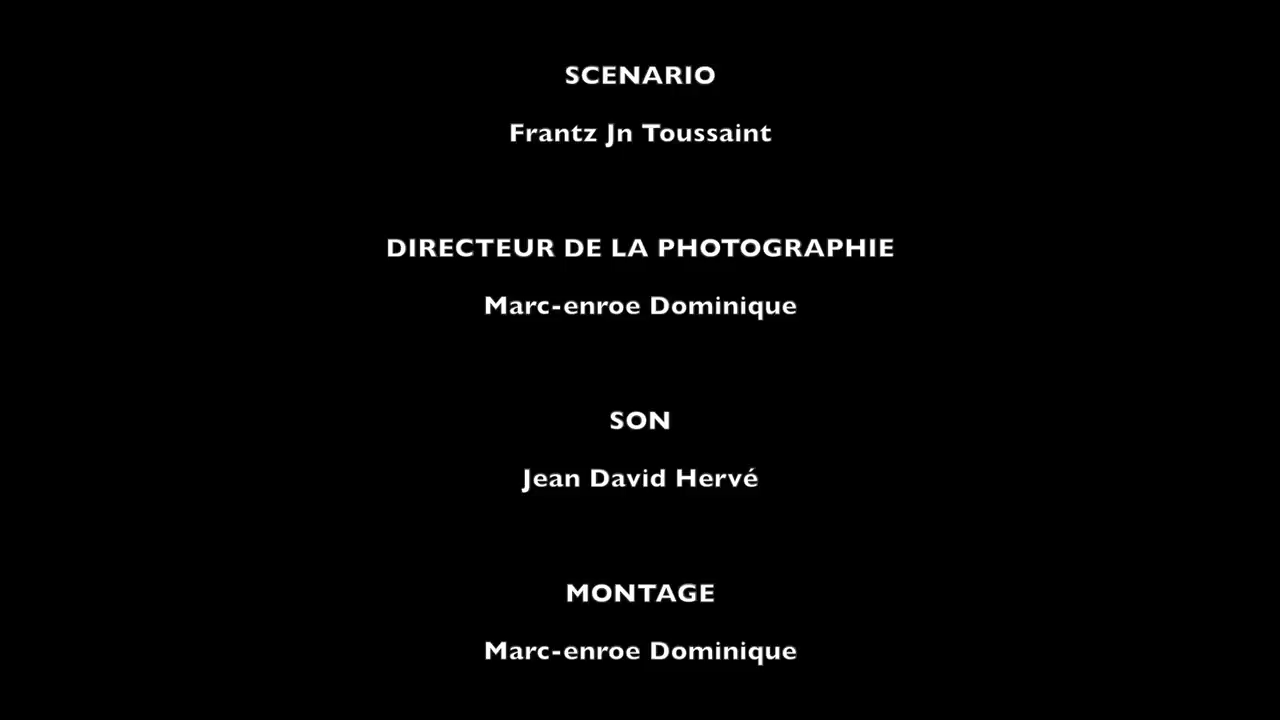 SCENARIO
Frantz Jn Toussaint
DIRECTEUR DE LA PHOTOGRAPHIE
Marc-enroe Dominique
SON
Jean David Hervé
MONTAGE
Marc-enroe Dominique